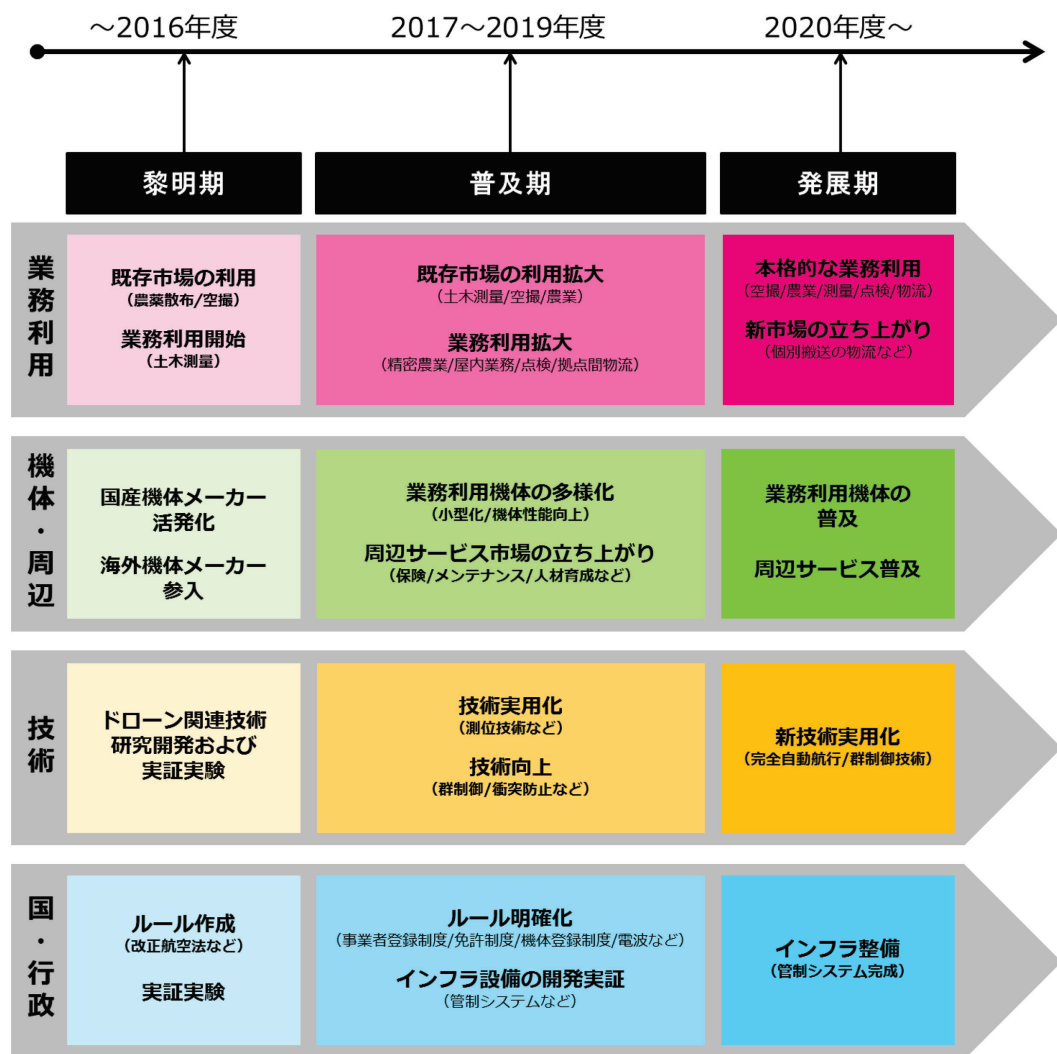 ～2016年度
2017～2019年度
2020年度～
黎明期
普及期
発展期
業務利用
既存市場の利用
（農薬散布/空撮）
業務利用開始
（土木測量）
既存市場の利用拡大
（土木測量/空撮/農業）
業務利用拡大
（精密農業/屋内業務/点検/拠点間物流）
本格的な業務利用
（空撮/農業/測量/点検/物流）
新市場の立ち上がり
（個別搬送の物流など）
機体・周辺
国産機体メーカー
活発化
海外機体メーカー
参入
業務利用機体の多様化
（小型化/機体性能向上）
周辺サービス市場の立ち上がり
（保険/メンテナンス/人材育成など）
業務利用機体の
普及
周辺サービス普及
技術
ドローン関連技術
研究開発および
実証実験
技術実用化
（測位技術など）
技術向上
（群制御/衝突防止など）
新技術実用化
（完全自動航行/群制御技術）
国・行政
ルール作成
（改正航空法など）
実証実験
ルール明確化
（事業者登録制度/免許制度/機体登録制度/電波など）
インフラ設備の開発実証
（管制システムなど）
インフラ整備
（管制システム完成）